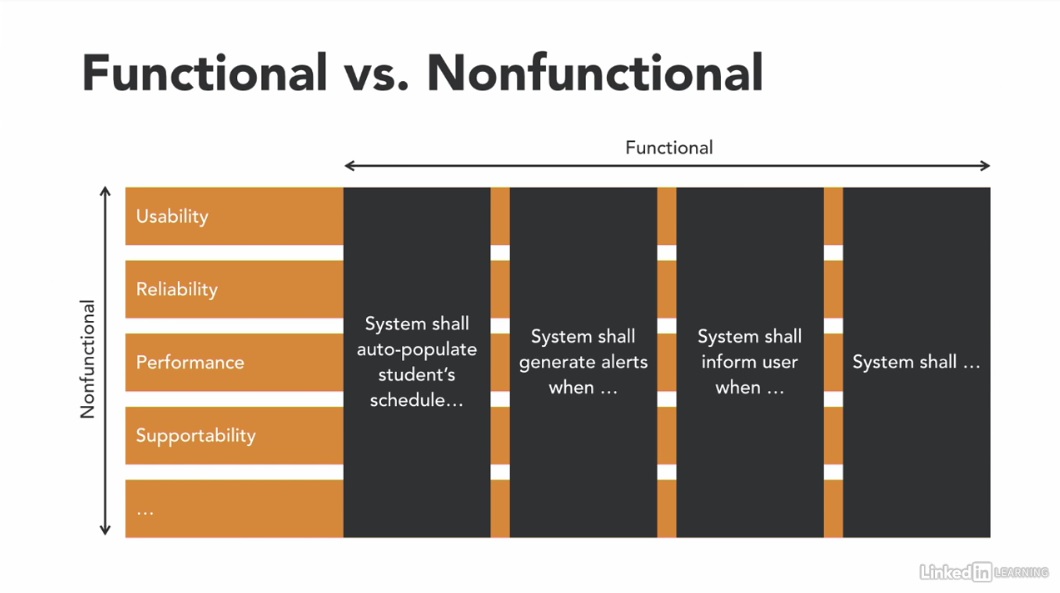 Functional vs. Nonfunctional
Functional
Nonfunctional
Usability
Reliability
Performance
Supportability
...
System shall
auto-populate
student's
schedule...
System shall
generate alerts
when ...
System shall
inform user
when ...
System shall ...
Linked in LEARNING